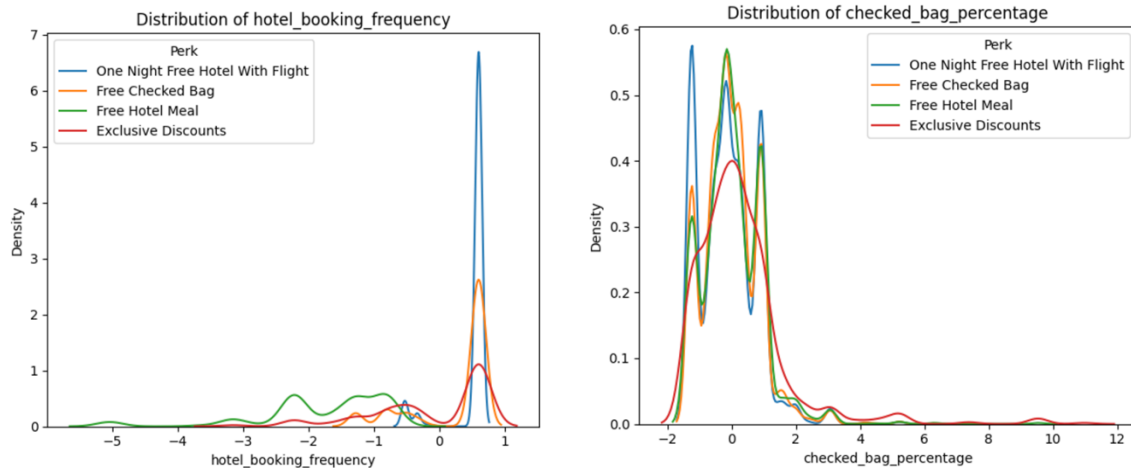 Distribution of hotel_booking_frequency
7
6
5
4
3
2
1
0
Density
Perk
One Night Free Hotel With Flight
Free Checked Bag
Free Hotel Meal
Exclusive Discounts
−5
−4
−3
−2
−1
0
1
hotel_booking_frequency
Distribution of checked_bag_percentage
0.6
0.5
0.4
0.3
0.2
0.1
0.0
Density
Perk
One Night Free Hotel With Flight
Free Checked Bag
Free Hotel Meal
Exclusive Discounts
−2
0
2
4
6
8
10
12
checked_bag_percentage